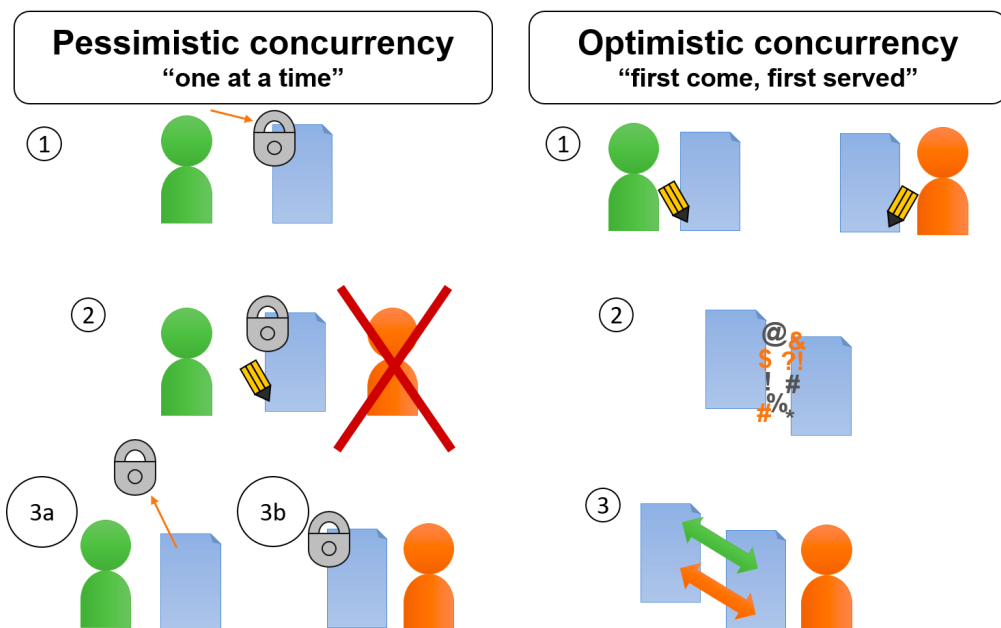 Pessimistic concurrency
“one at a time”
1
2
3a
3b
Optimistic concurrency
“first come, first served”
1
2
@ &
$ ?!
! #
# % *
3